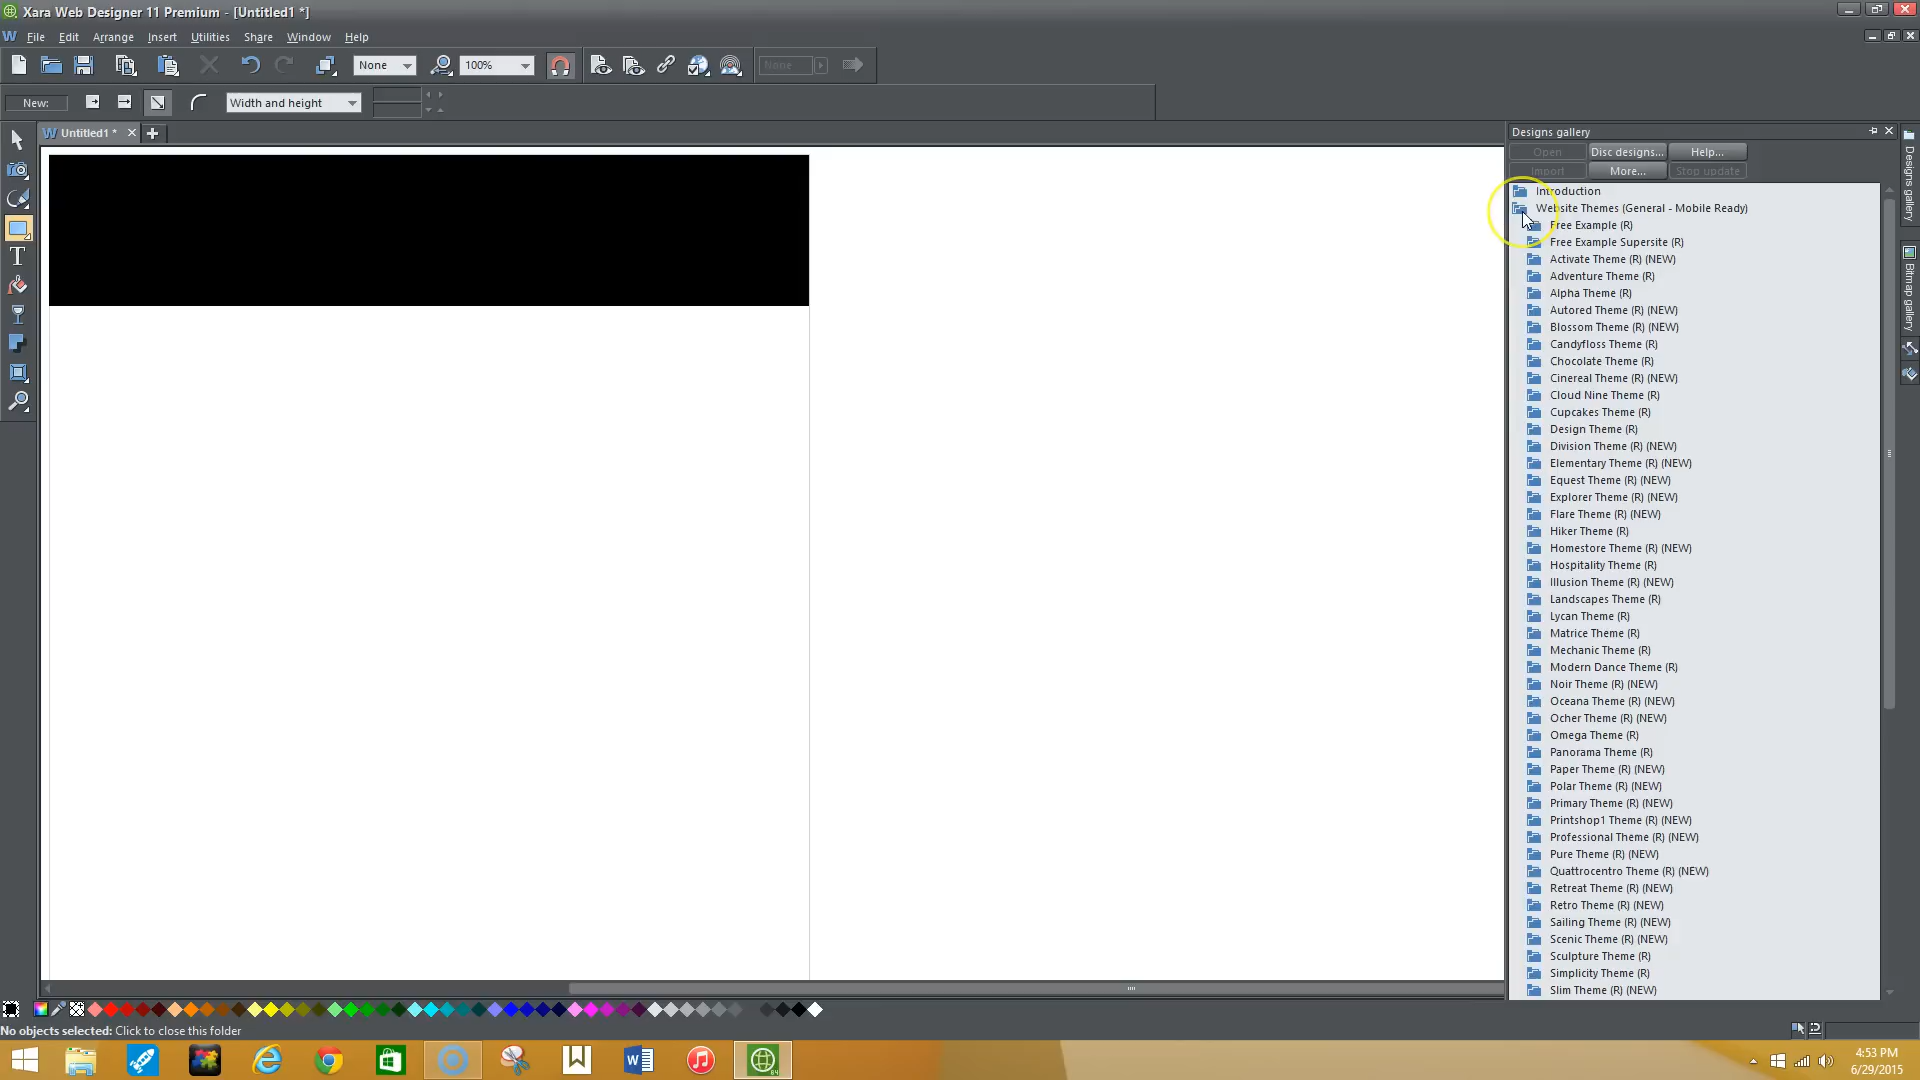 Xara Web Designer 11 Premium - [Untitled1 *]
W File Edit Arrange Insert Utilities Share Window Help
None 100% None
New: Width and height
W Untitled1 *
Designs gallery
Open Disc designs... Help...
Import More... Stop update
Introduction
Website Themes (General - Mobile Ready)
Free Example (R)
Free Example Supersite (R)
Activate Theme (R) (NEW)
Adventure Theme (R)
Alpha Theme (R)
Autored Theme (R) (NEW)
Blossom Theme (R) (NEW)
Candyfloss Theme (R)
Chocolate Theme (R)
Cinereal Theme (R) (NEW)
Cloud Nine Theme (R)
Cupcakes Theme (R)
Design Theme (R)
Division Theme (R) (NEW)
Elementary Theme (R) (NEW)
Equest Theme (R) (NEW)
Explorer Theme (R) (NEW)
Flare Theme (R) (NEW)
Hiker Theme (R)
Homestore Theme (R) (NEW)
Hospitality Theme (R)
Illusion Theme (R) (NEW)
Landscapes Theme (R)
Lycan Theme (R)
Matrice Theme (R)
Mechanic Theme (R)
Modern Dance Theme (R)
Noir Theme (R) (NEW)
Oceana Theme (R) (NEW)
Ocher Theme (R) (NEW)
Omega Theme (R)
Panorama Theme (R)
Paper Theme (R) (NEW)
Polar Theme (R) (NEW)
Primary Theme (R) (NEW)
Printshop1 Theme (R) (NEW)
Professional Theme (R) (NEW)
Pure Theme (R) (NEW)
Quattrocentro Theme (R) (NEW)
Retreat Theme (R) (NEW)
Retro Theme (R) (NEW)
Sailing Theme (R) (NEW)
Scenic Theme (R) (NEW)
Sculpture Theme (R)
Simplicity Theme (R)
Slim Theme (R) (NEW)
Designs gallery
Bitmap gallery
No objects selected: Click to close this folder
4:53 PM
6/29/2015